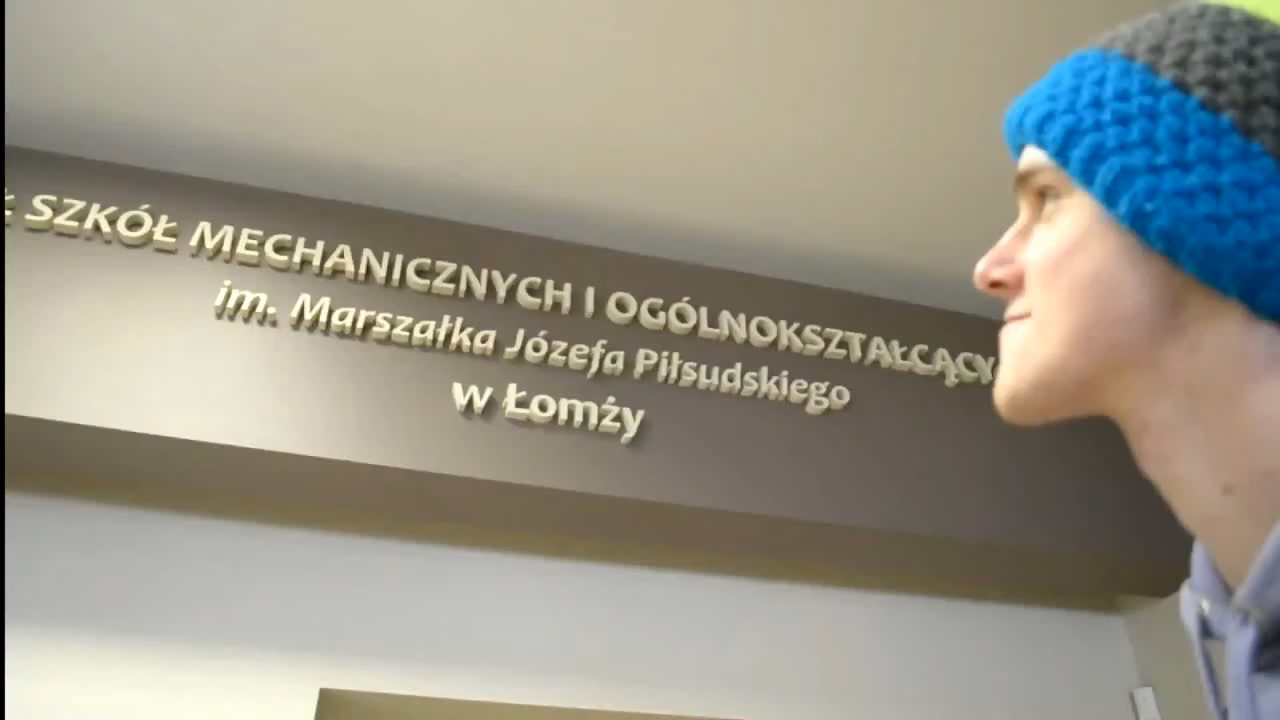 Ł SZKÓŁ MECHANICZNYCH I OGÓLNOKSZTAŁCĄCY
im. Marszałka Józefa Piłsudskiego
w Łomży